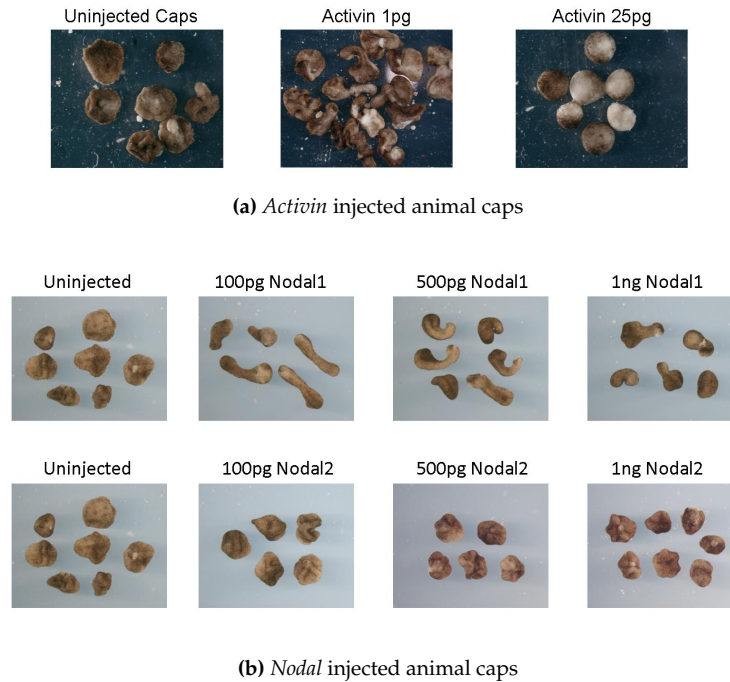 Uninjected Caps Activin 1pg Activin 25pg
(a) Activin injected animal caps
Uninjected 100pg Nodal1 500pg Nodal1 1ng Nodal1
Uninjected 100pg Nodal2 500pg Nodal2 1ng Nodal2
(b) Nodal injected animal caps